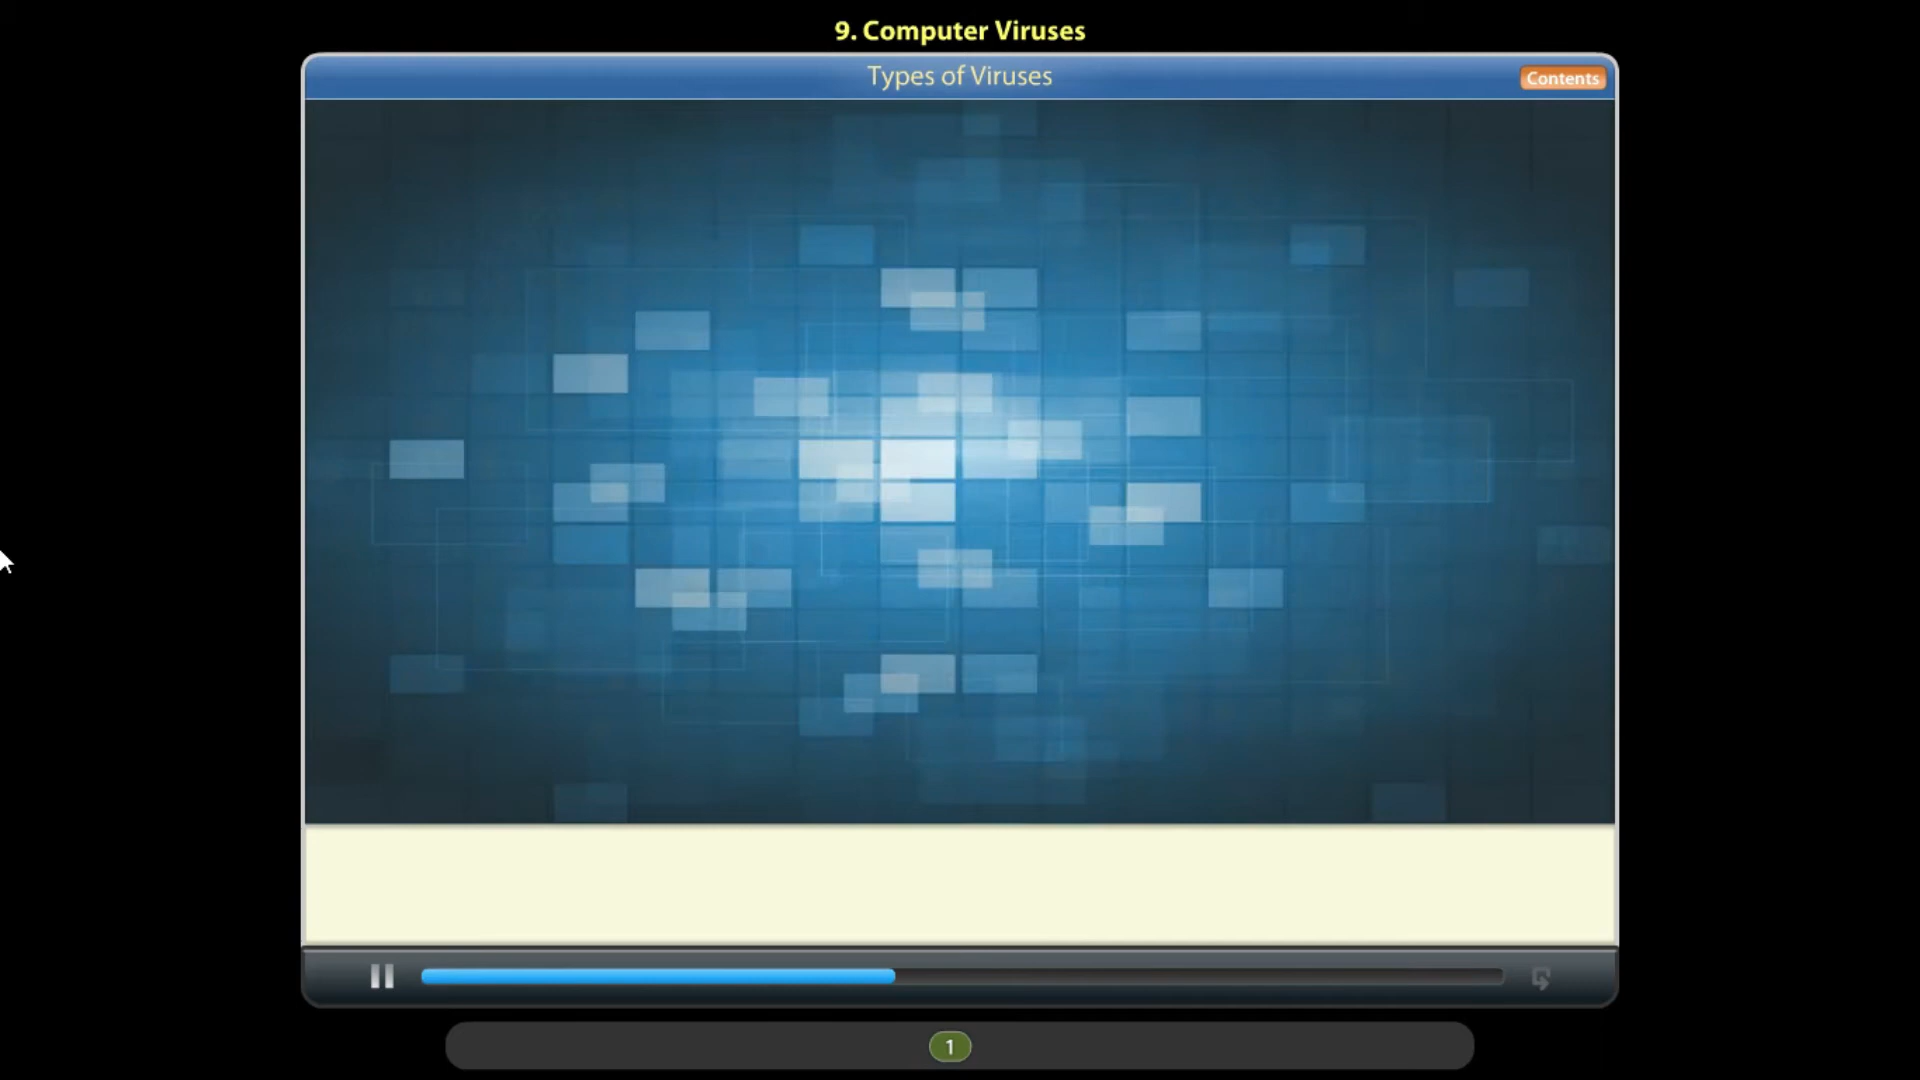 9. Computer Viruses
Types of Viruses
Contents
1